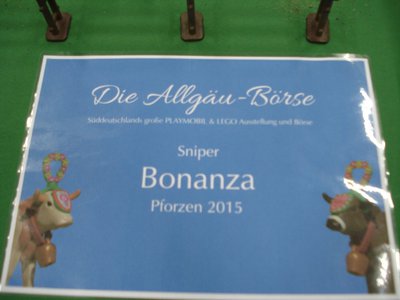 Die Allgäu-Börse
Süddeutschlands große PLAYMOBIL & LEGO Ausstellung und Börse
Sniper
Bonanza
Pforzen 2015